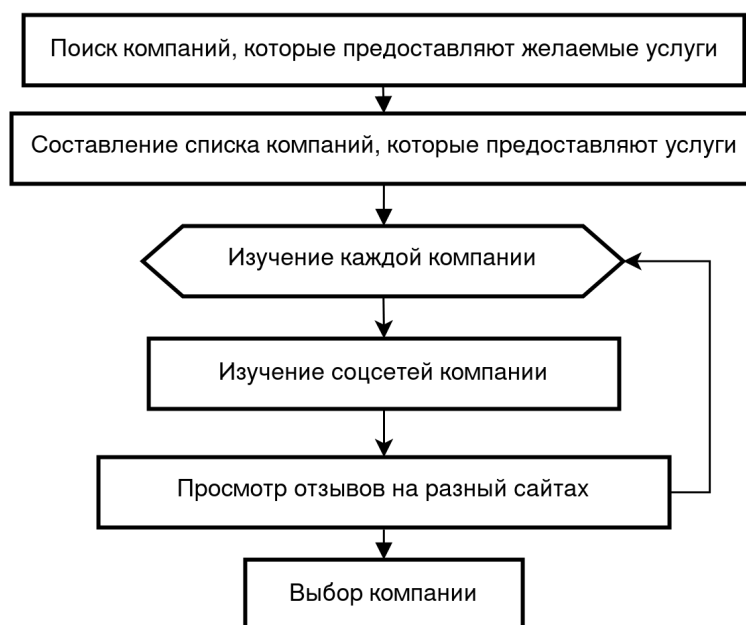 Поиск компаний, которые предоставляют желаемые услуги
Составление списка компаний, которые предоставляют услуги
Изучение каждой компании
Изучение соцсетей компании
Просмотр отзывов на разный сайтах
Выбор компании